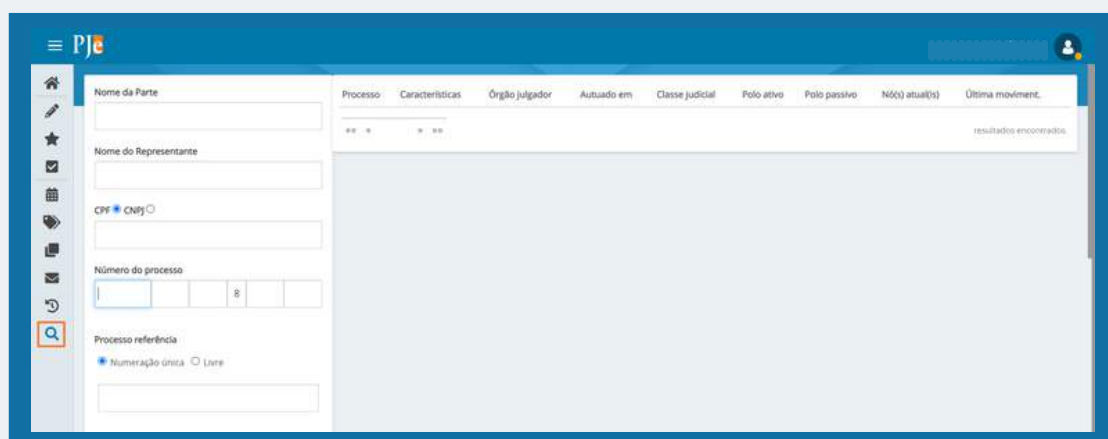 PJe
Nome da Parte
Nome do Representante
CPF CNPJ
Número do processo
8
Processo referência
Numeração única Livre
Processo Características Órgão julgador Autuado em Classe judicial Polo ativo Polo passivo Nó(s) atual(is) Última moviment.
«« « » »»
resultados encontrados.